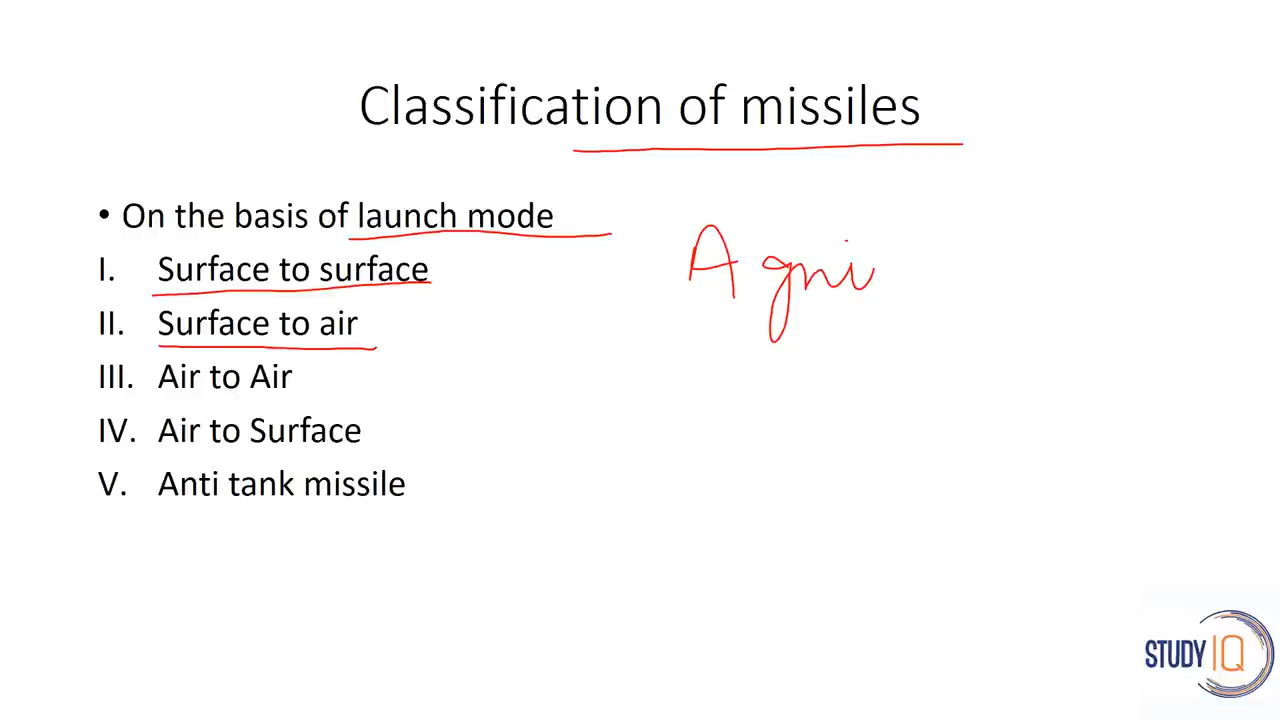 Classification of missiles
• On the basis of launch mode
I. Surface to surface
Agni
II. Surface to air
III. Air to Air
IV. Air to Surface
V. Anti tank missile
STUDY IQ